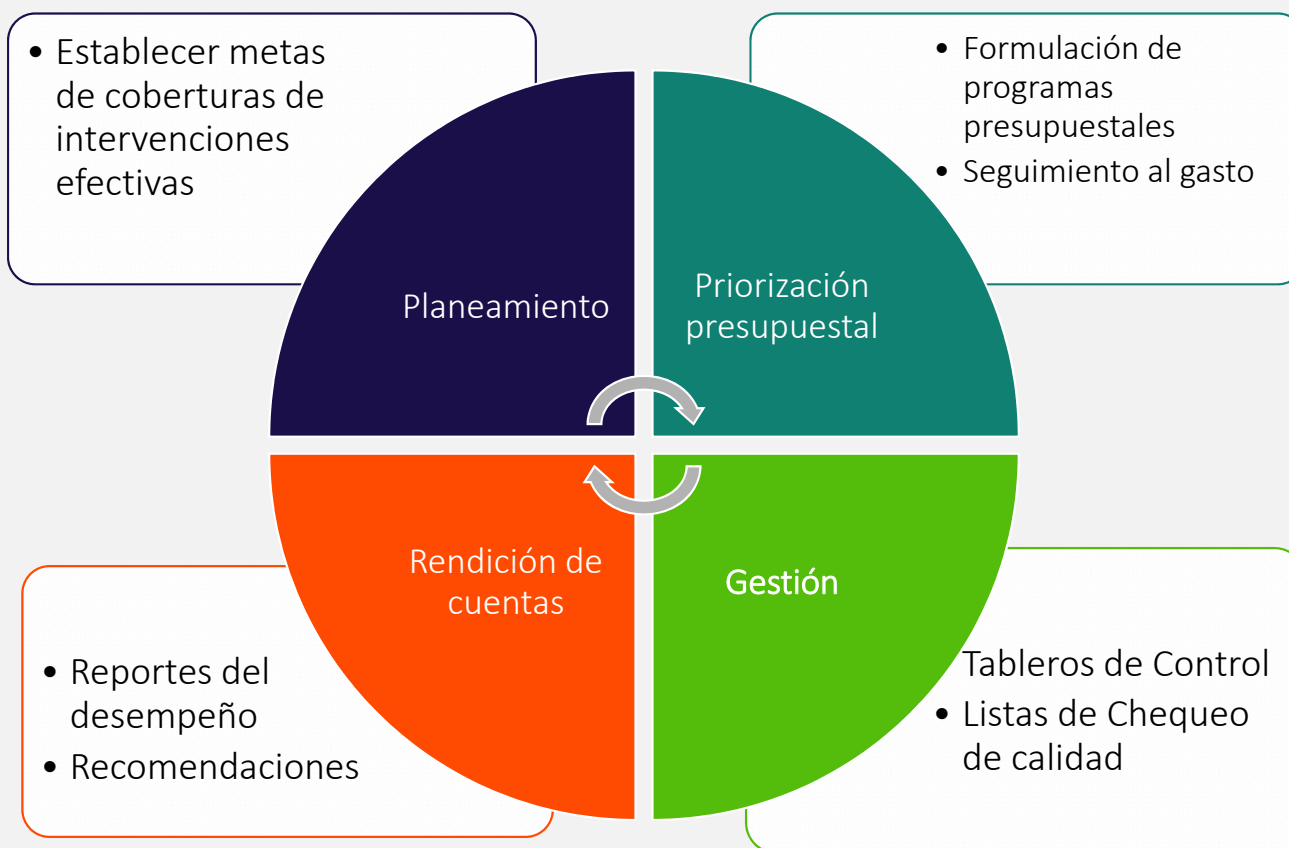 • Establecer metas
de coberturas de
intervenciones
efectivas
• Formulación de
programas
presupuestales
• Seguimiento al gasto
Planeamiento
Priorización
presupuestal
Rendición de
cuentas
Gestión
• Reportes del
desempeño
• Recomendaciones
Tableros de Control
• Listas de Chequeo
de calidad